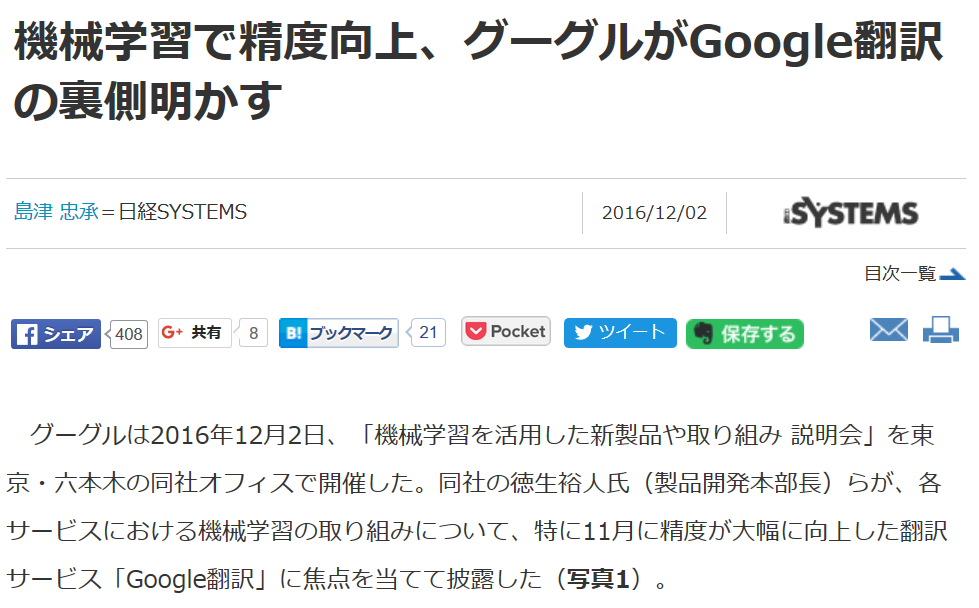 機械学習で精度向上、グーグルがGoogle翻訳
の裏側明かす
島津 忠承＝日経SYSTEMS
2016/12/02
iSYSTEMS
目次一覧
シェア 408 G+ 共有 8 B! ブックマーク 21 Pocket ツイート 保存する
グーグルは2016年12月2日、「機械学習を活用した新製品や取り組み 説明会」を東
京・六本木の同社オフィスで開催した。同社の徳生裕人氏（製品開発本部長）らが、各
サービスにおける機械学習の取り組みについて、特に11月に精度が大幅に向上した翻訳
サービス「Google翻訳」に焦点を当てて披露した（写真1）。